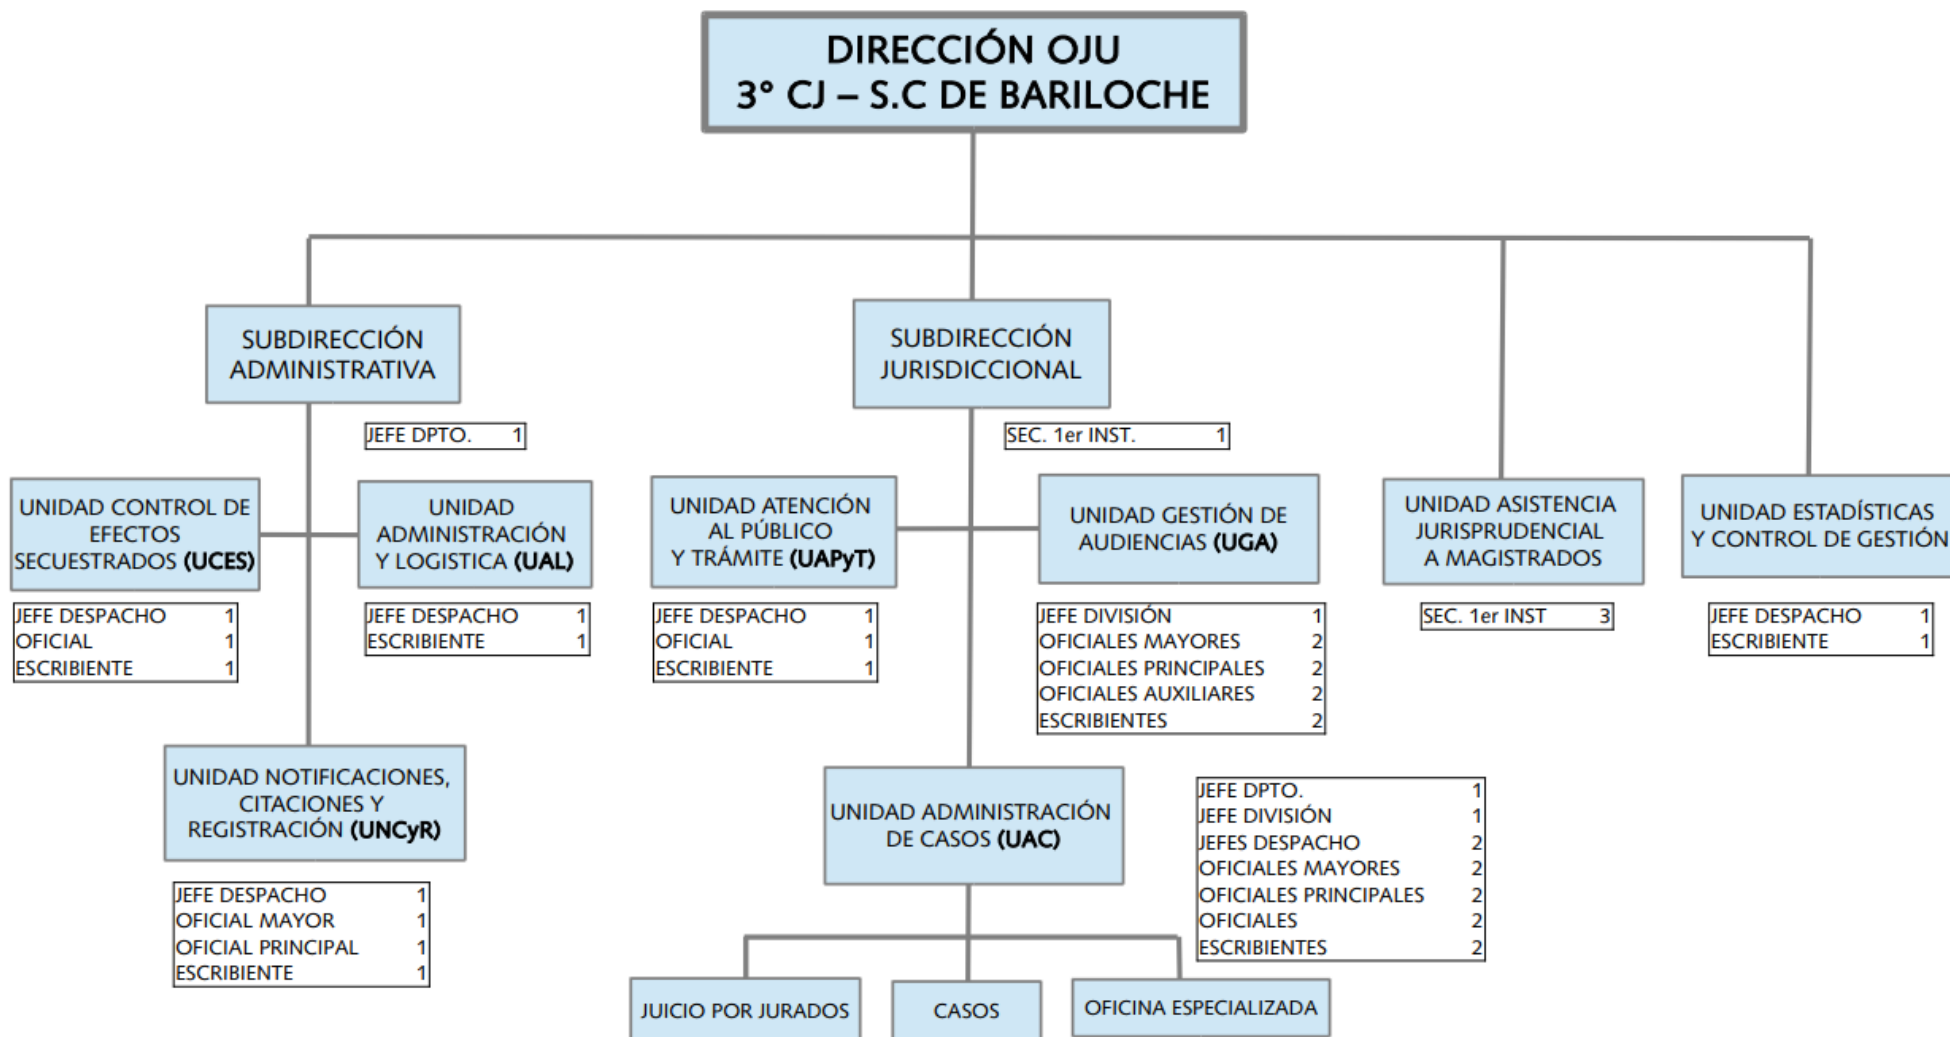 DIRECCIÓN OJU
3° CJ – S.C DE BARILOCHE
SUBDIRECCIÓN
ADMINISTRATIVA
JEFE DPTO. 1
UNIDAD CONTROL DE
EFECTOS
SECUESTRADOS (UCES)
JEFE DESPACHO 1
OFICIAL 1
ESCRIBIENTE 1
UNIDAD
ADMINISTRACIÓN
Y LOGISTICA (UAL)
JEFE DESPACHO 1
ESCRIBIENTE 1
UNIDAD NOTIFICACIONES,
CITACIONES Y
REGISTRACIÓN (UNCyR)
JEFE DESPACHO 1
OFICIAL MAYOR 1
OFICIAL PRINCIPAL 1
ESCRIBIENTE 1
SUBDIRECCIÓN
JURISDICCIONAL
SEC. 1er INST. 1
UNIDAD ATENCIÓN
AL PÚBLICO
Y TRÁMITE (UAPyT)
JEFE DESPACHO 1
OFICIAL 1
ESCRIBIENTE 1
UNIDAD GESTIÓN DE
AUDIENCIAS (UGA)
JEFE DIVISIÓN 1
OFICIALES MAYORES 2
OFICIALES PRINCIPALES 2
OFICIALES AUXILIARES 2
ESCRIBIENTES 2
UNIDAD ADMINISTRACIÓN
DE CASOS (UAC)
JEFE DPTO. 1
JEFE DIVISIÓN 1
JEFES DESPACHO 2
OFICIALES MAYORES 2
OFICIALES PRINCIPALES 2
OFICIALES 2
ESCRIBIENTES 2
JUICIO POR JURADOS
CASOS
OFICINA ESPECIALIZADA
UNIDAD ASISTENCIA
JURISPRUDENCIAL
A MAGISTRADOS
SEC. 1er INST 3
UNIDAD ESTADÍSTICAS
Y CONTROL DE GESTIÓN
JEFE DESPACHO 1
ESCRIBIENTE 1